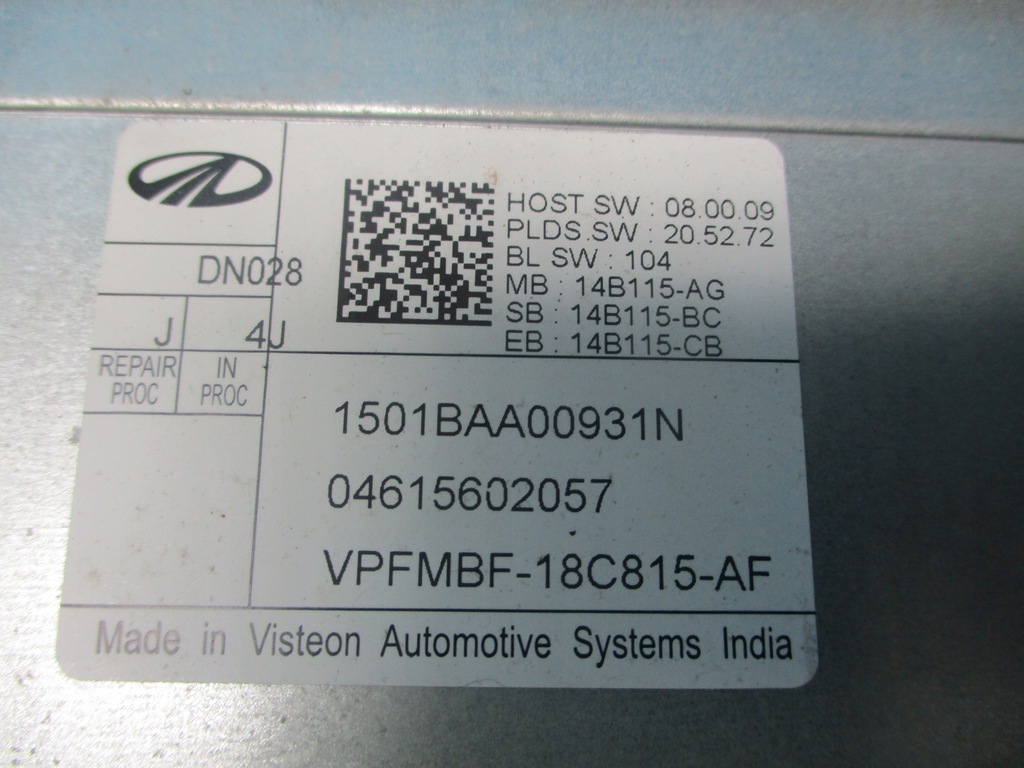 HOST SW : 08.00.09
PLDS.SW : 20.52.72
BL SW : 104
MB : 14B115-AG
SB : 14B115-BC
EB : 14B115-CB
DN028
J 4J
REPAIR PROC
IN PROC
1501BAA00931N
04615602057
VPFMBF-18C815-AF
Made in Visteon Automotive Systems India